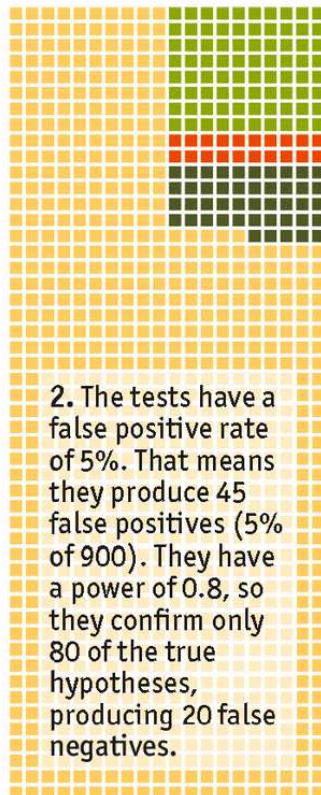 2. The tests have a
false positive rate
of 5%. That means
they produce 45
false positives (5%
of 900). They have
a power of 0.8, so
they confirm only
80 of the true
hypotheses,
producing 20 false
negatives.